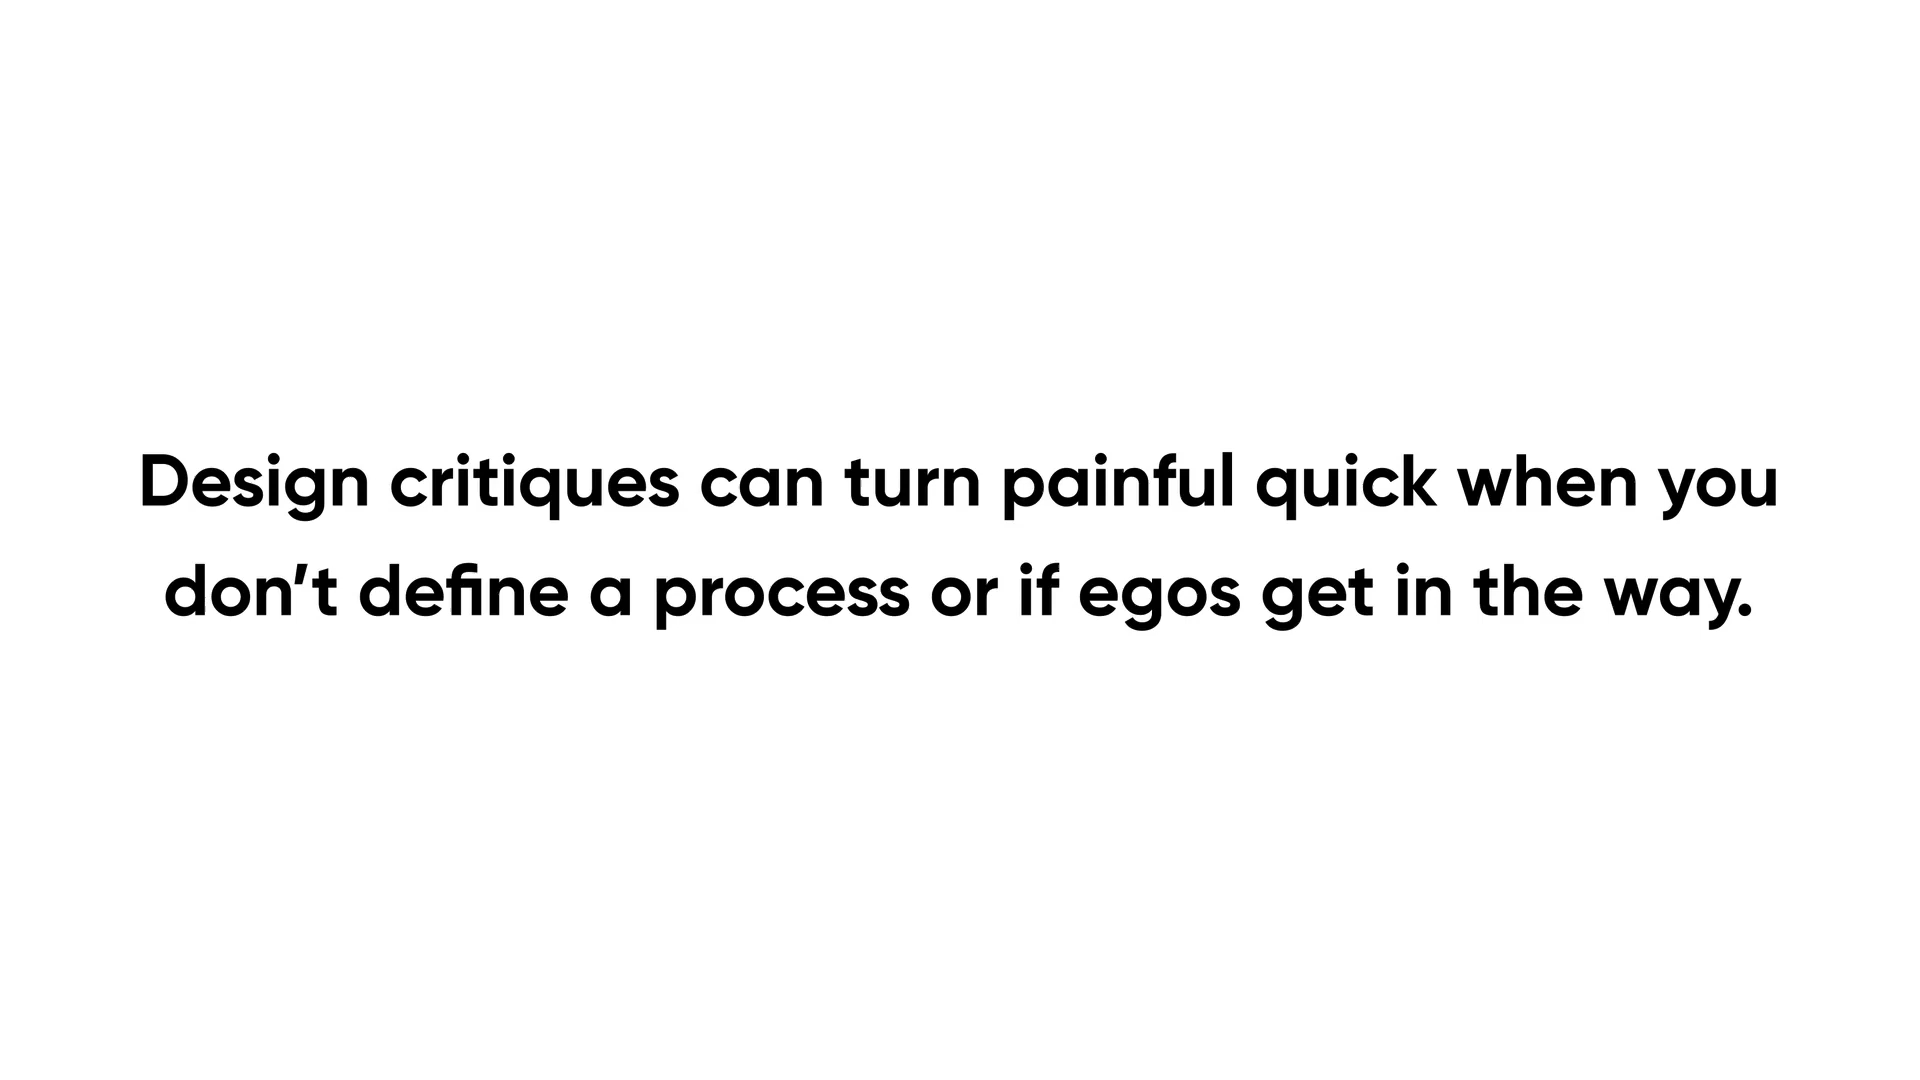 Design critiques can turn painful quick when you
don’t define a process or if egos get in the way.